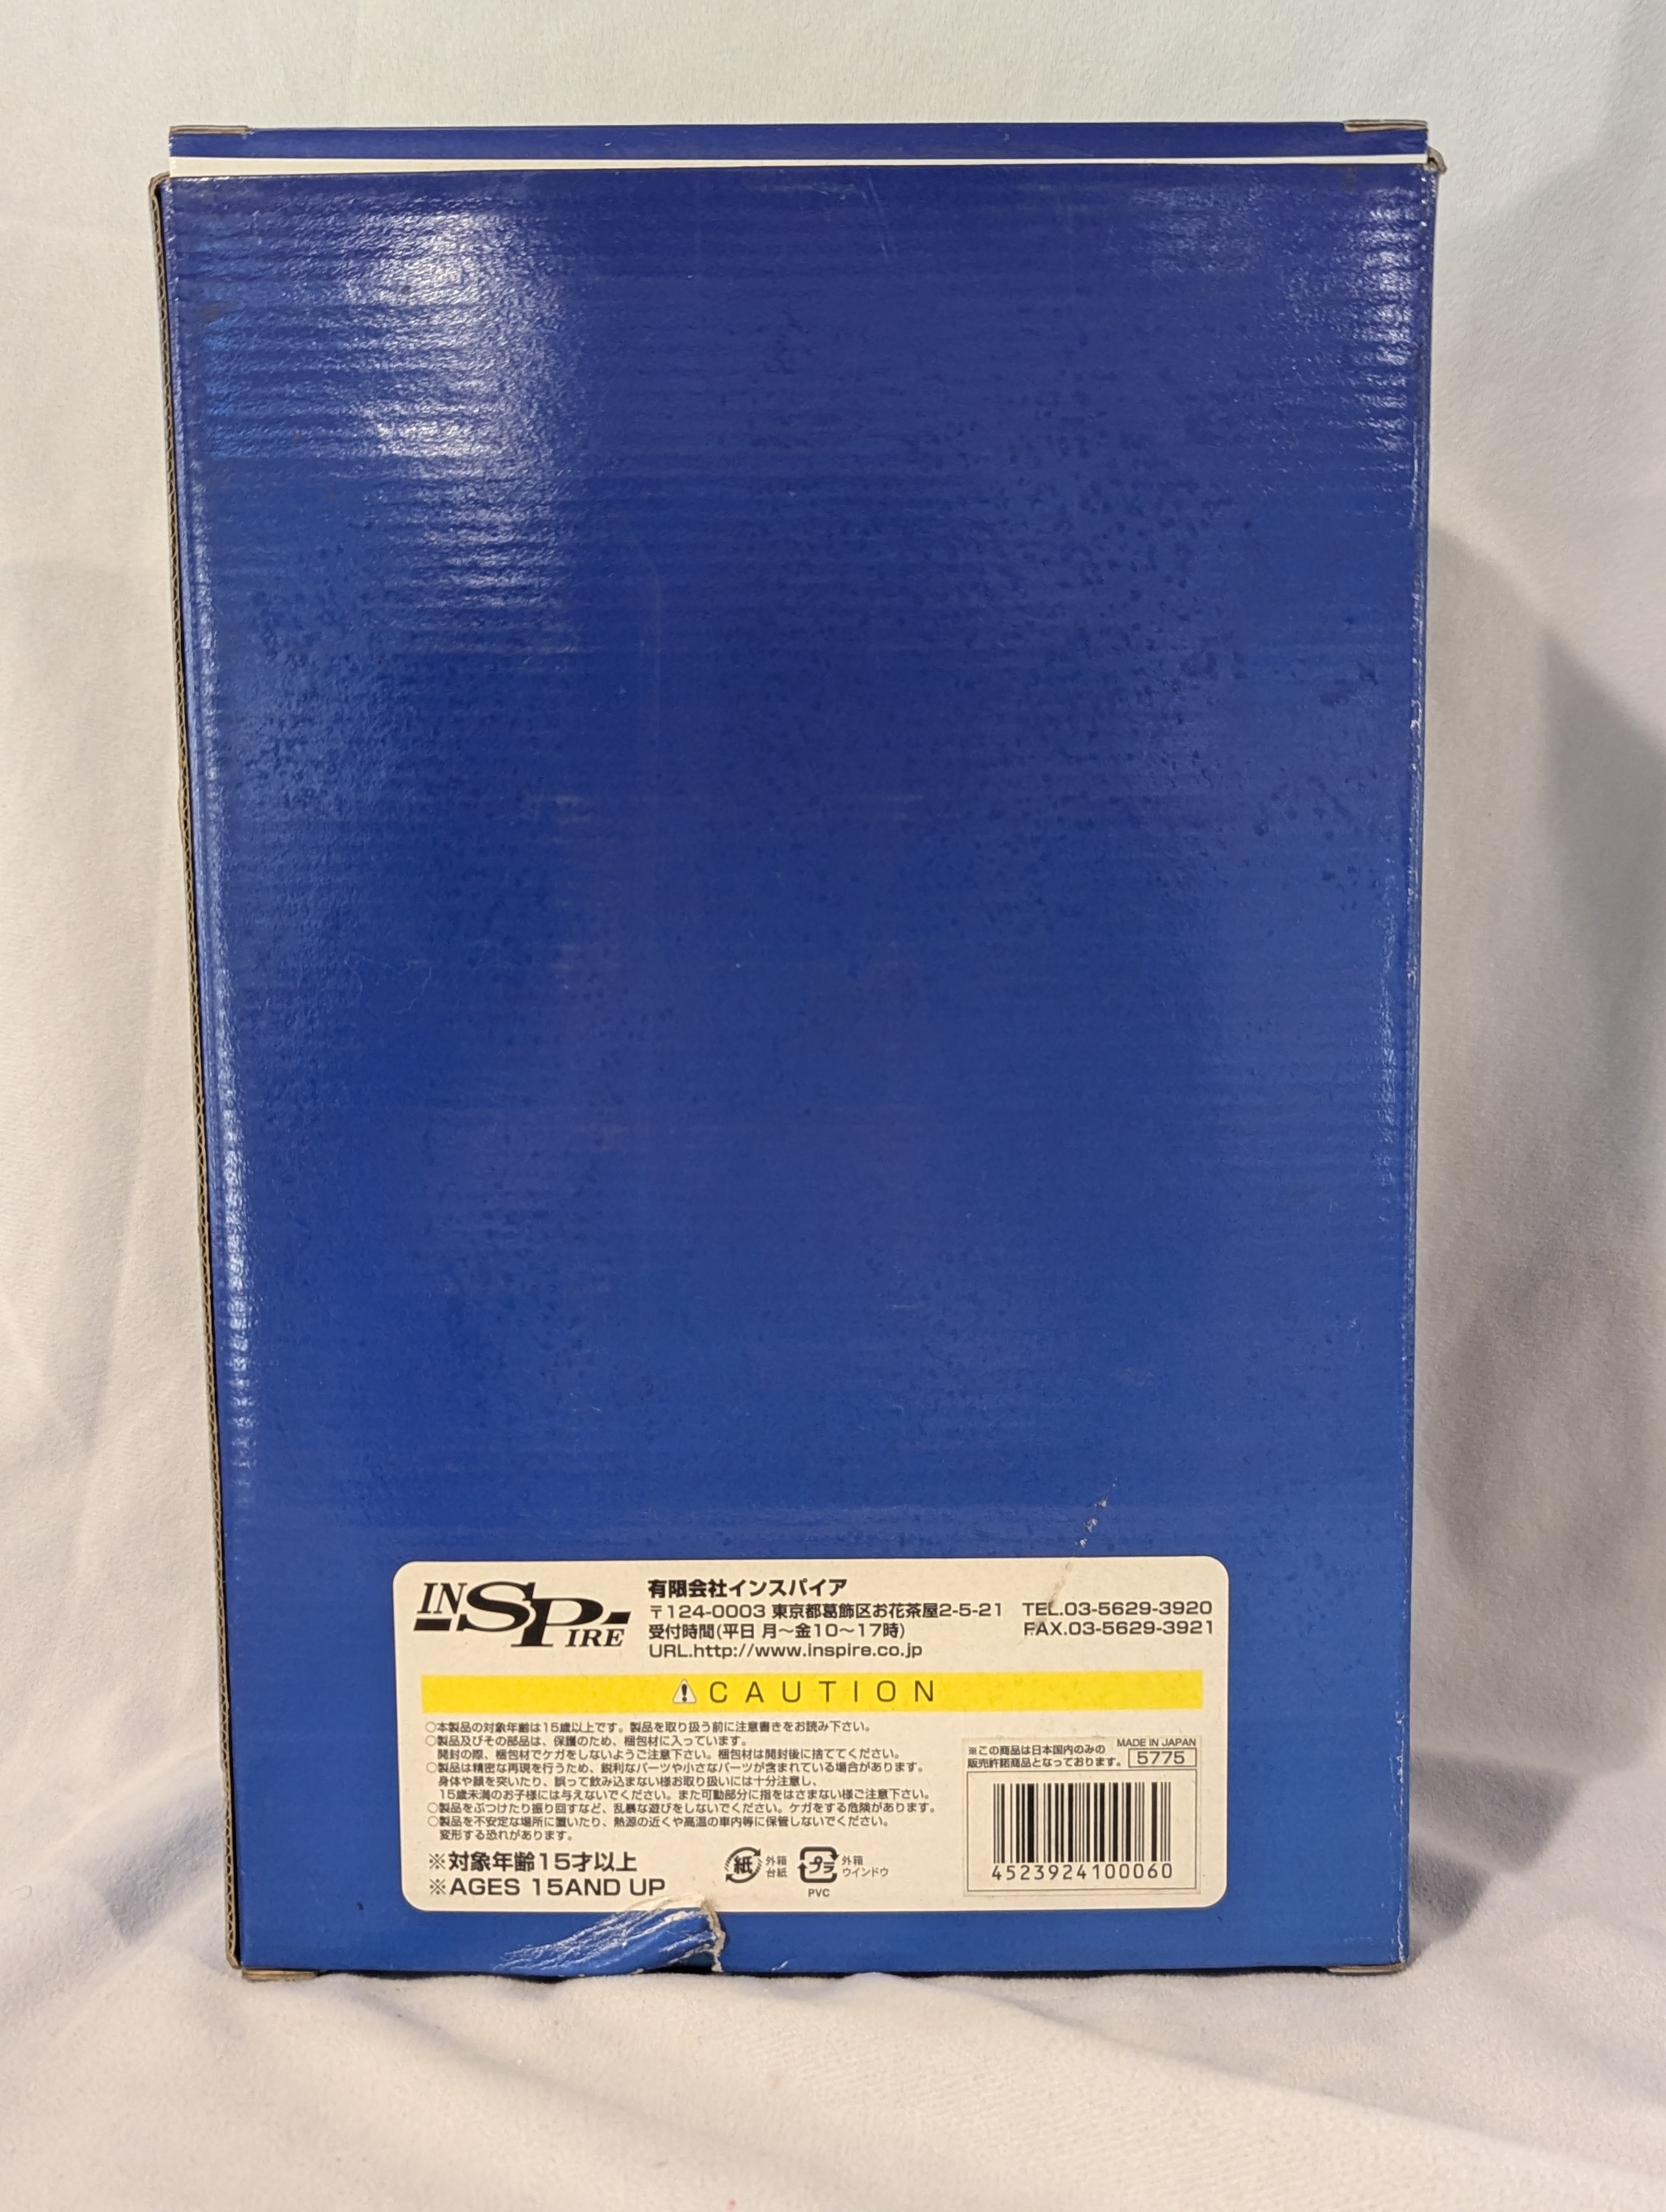 INSPIRE
有限会社インスパイア
〒124-0003 東京都葛飾区お花茶屋2-5-21 TEL.03-5629-3920
受付時間(平日 月〜金10〜17時) FAX.03-5629-3921
URL.http://www.inspire.co.jp
CAUTION
○本製品の対象年齢は15歳以上です。製品を取り扱う前に注意書きをお読み下さい。
○製品及びその部品は、保護のため、梱包材に入っています。
開封の際、梱包材でケガをしないようご注意下さい。梱包材は開封後に捨ててください。
○製品は精密な再現を行うため、鋭利なパーツや小さなパーツが含まれている場合があります。
身体や顔を突いたり、誤って飲み込まない様お取り扱いには十分注意し、
15歳未満のお子様には与えないでください。また可動部分に指をはさまない様ご注意下さい。
○製品をぶつけたり振り回すなど、乱暴な遊びをしないでください。ケガをする危険があります。
○製品を不安定な場所に置いたり、熱源の近くや高温の車内等に保管しないでください。
変形する恐れがあります。
※対象年齢15才以上
※AGES 15AND UP
紙 外箱
台紙
プラ 外箱
ウインドウ
PVC
MADE IN JAPAN
※この商品は日本国内のみの
販売許諾商品となっております。 5775
4523924100060